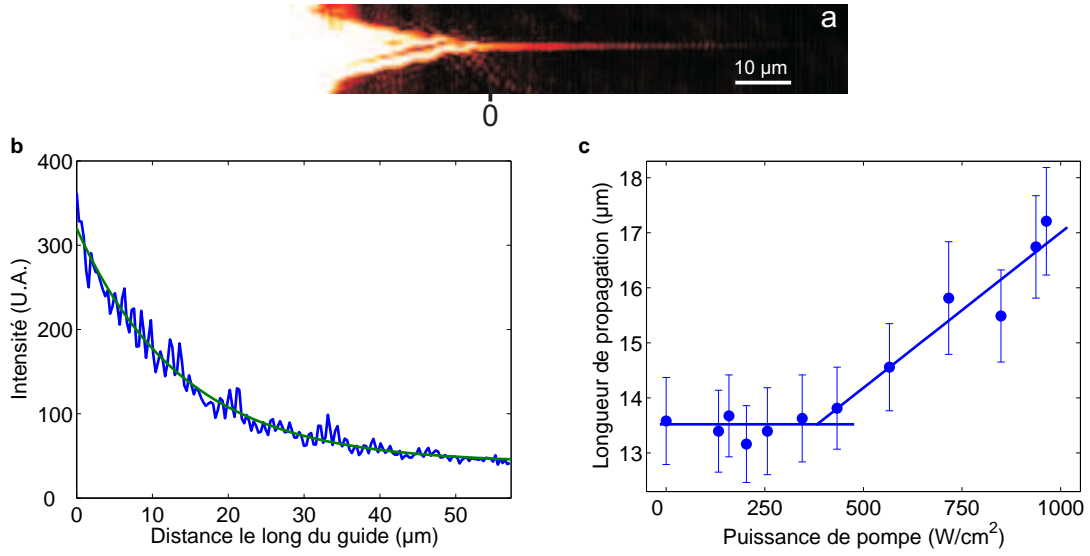 a
10 µm
0
b
400
300
200
100
0
Intensité (U.A.)
0 10 20 30 40 50
Distance le long du guide (µm)
c
18
17
16
15
14
13
Longueur de propagation (µm)
0 250 500 750 1000
Puissance de pompe (W/cm²)